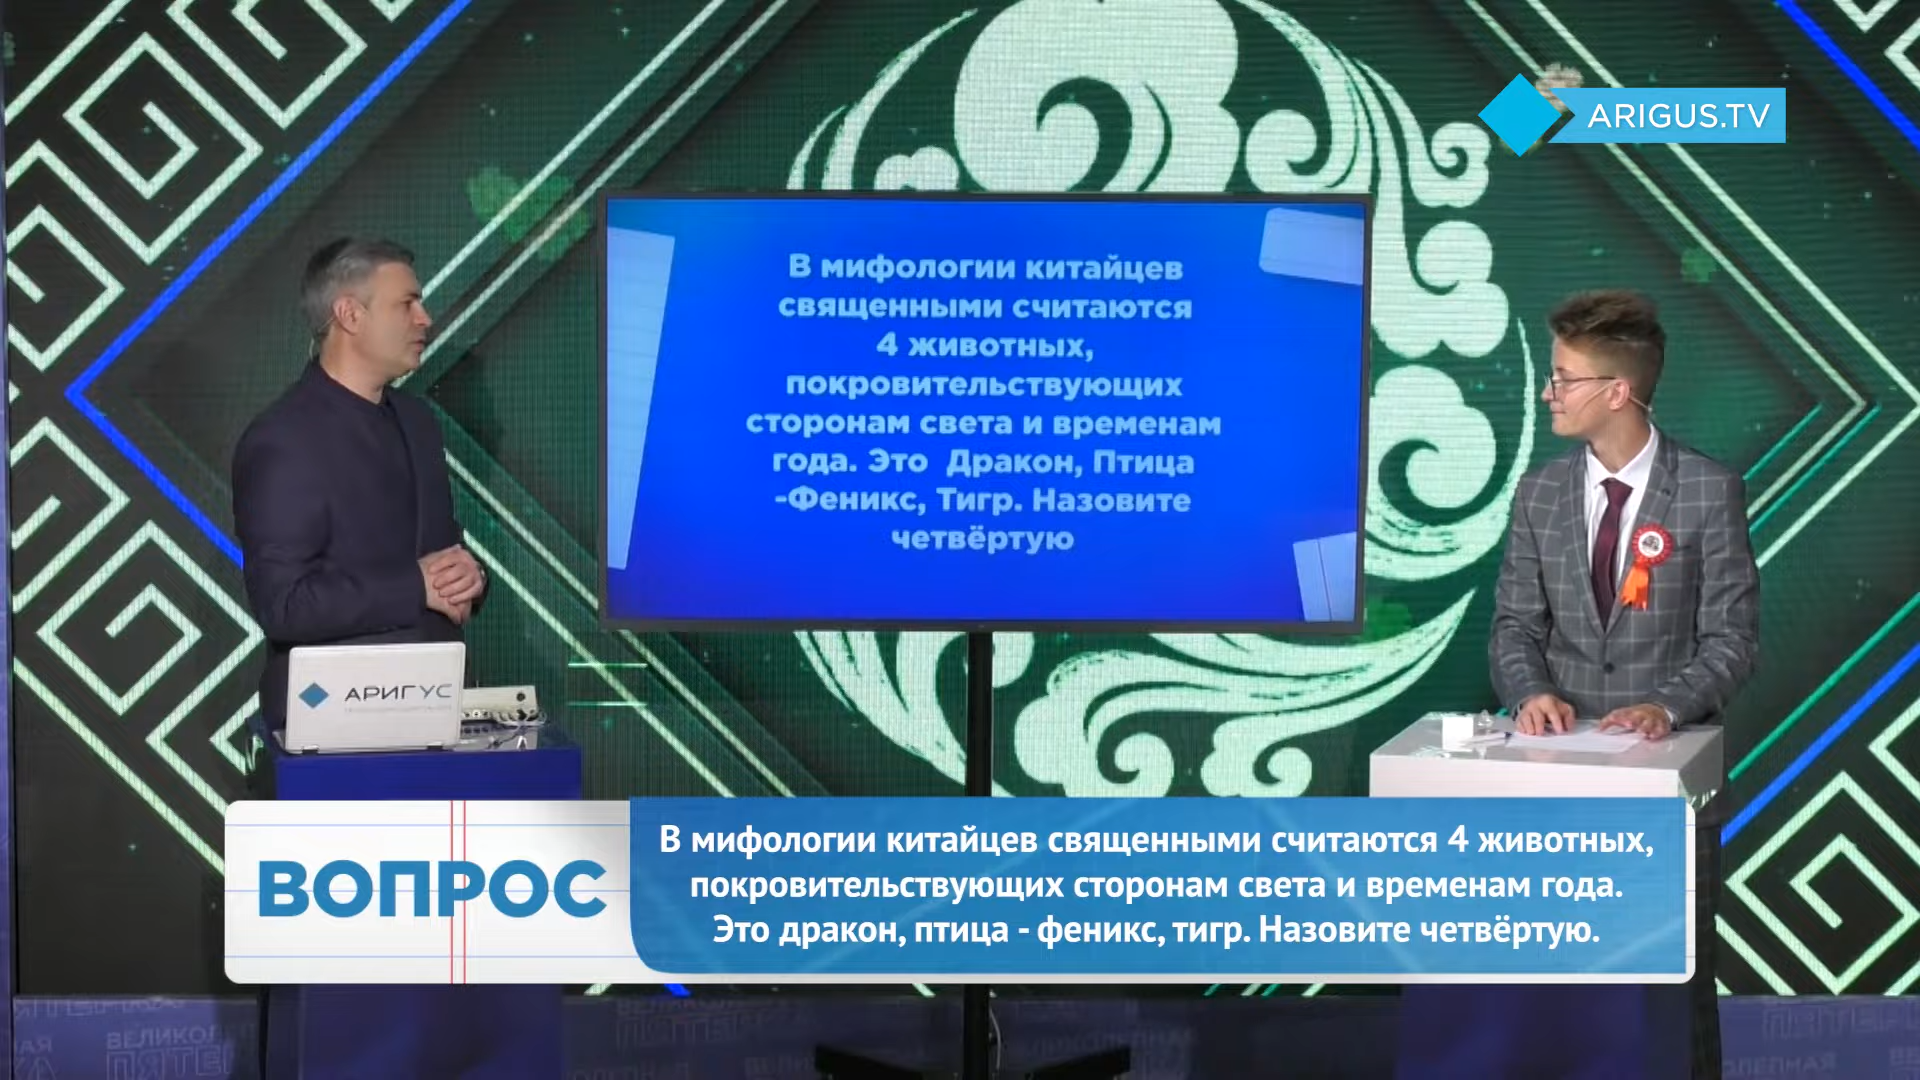 ARIGUS.TV
В мифологии китайцев
священными считаются
4 животных,
покровительствующих
сторонам света и временам
года. Это  Дракон, Птица
-Феникс, Тигр. Назовите
четвёртую
АРИГУС
ВОПРОС
В мифологии китайцев священными считаются 4 животных,
покровительствующих сторонам света и временам года.
Это дракон, птица - феникс, тигр. Назовите четвёртую.